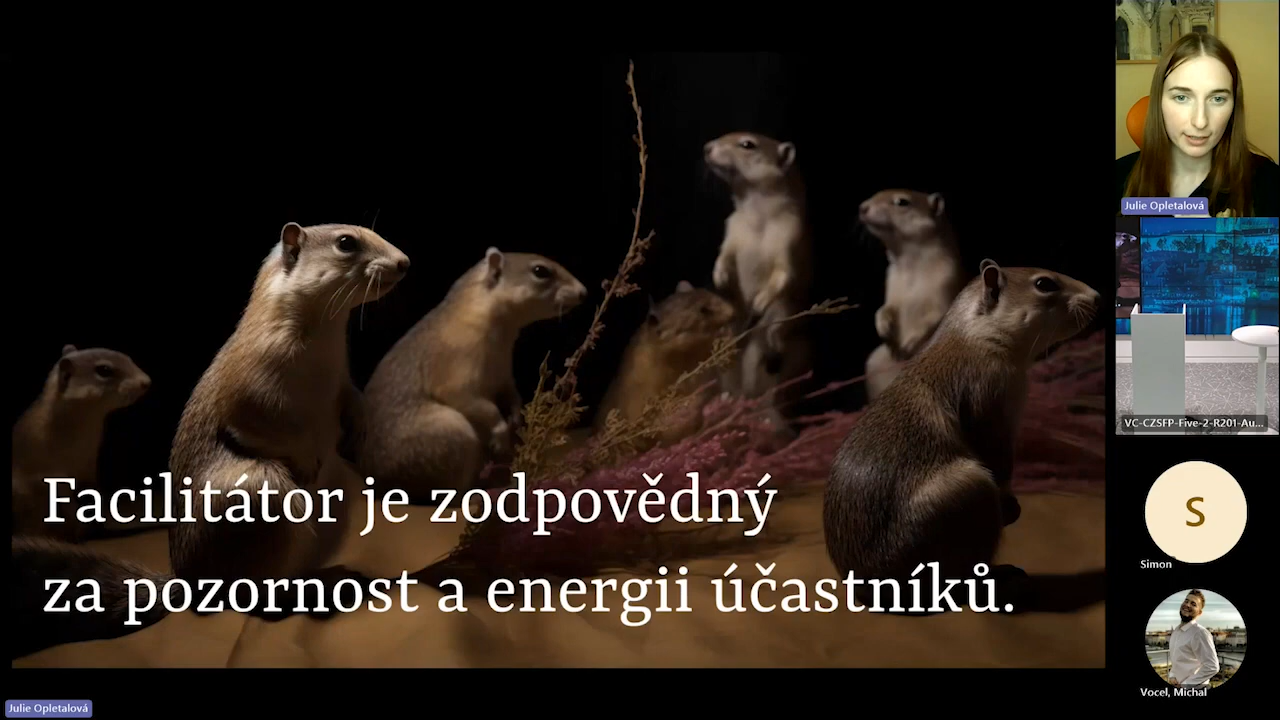 Facilitátor je zodpovědný
za pozornost a energii účastníků.
Julie Opletalová
Julie Opletalová
VC-CZSFP-Five-2-R201-Au...
S
Simon
Vocel, Michal